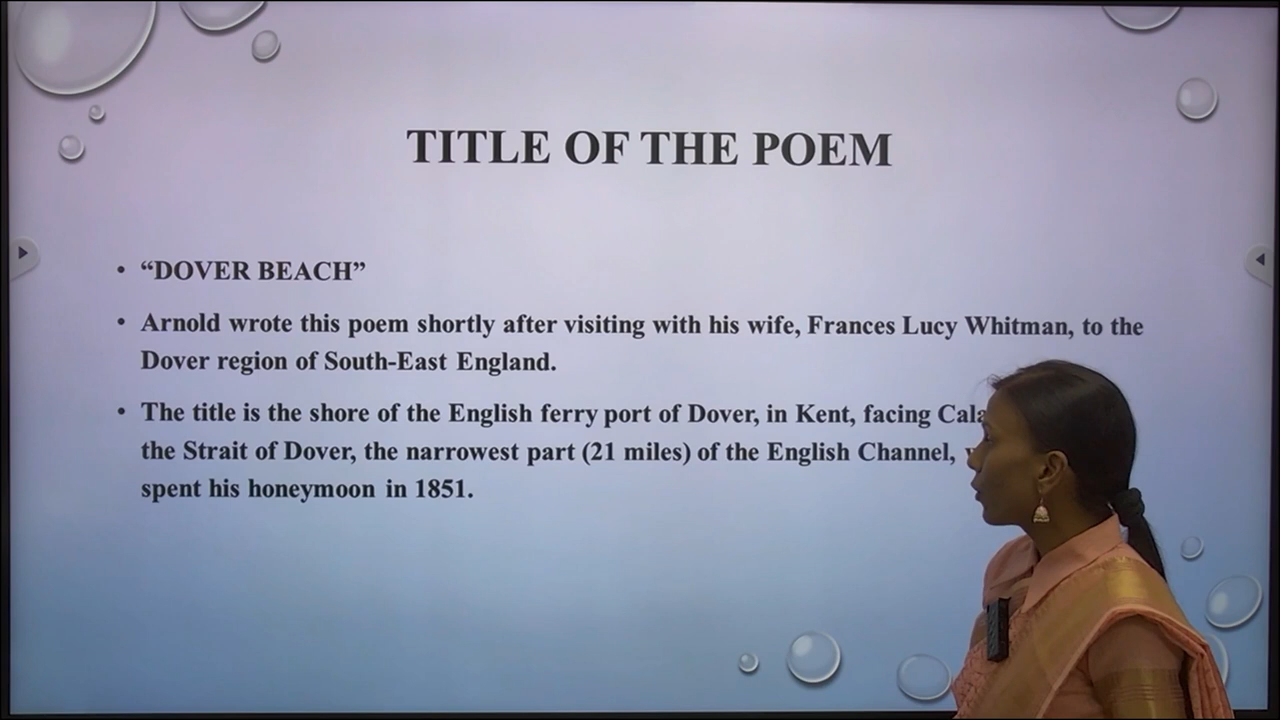 TITLE OF THE POEM
• “DOVER BEACH”
• Arnold wrote this poem shortly after visiting with his wife, Frances Lucy Whitman, to the
Dover region of South-East England.
• The title is the shore of the English ferry port of Dover, in Kent, facing
the Strait of Dover, the narrowest part (21 miles) of the English Channel,
spent his honeymoon in 1851.